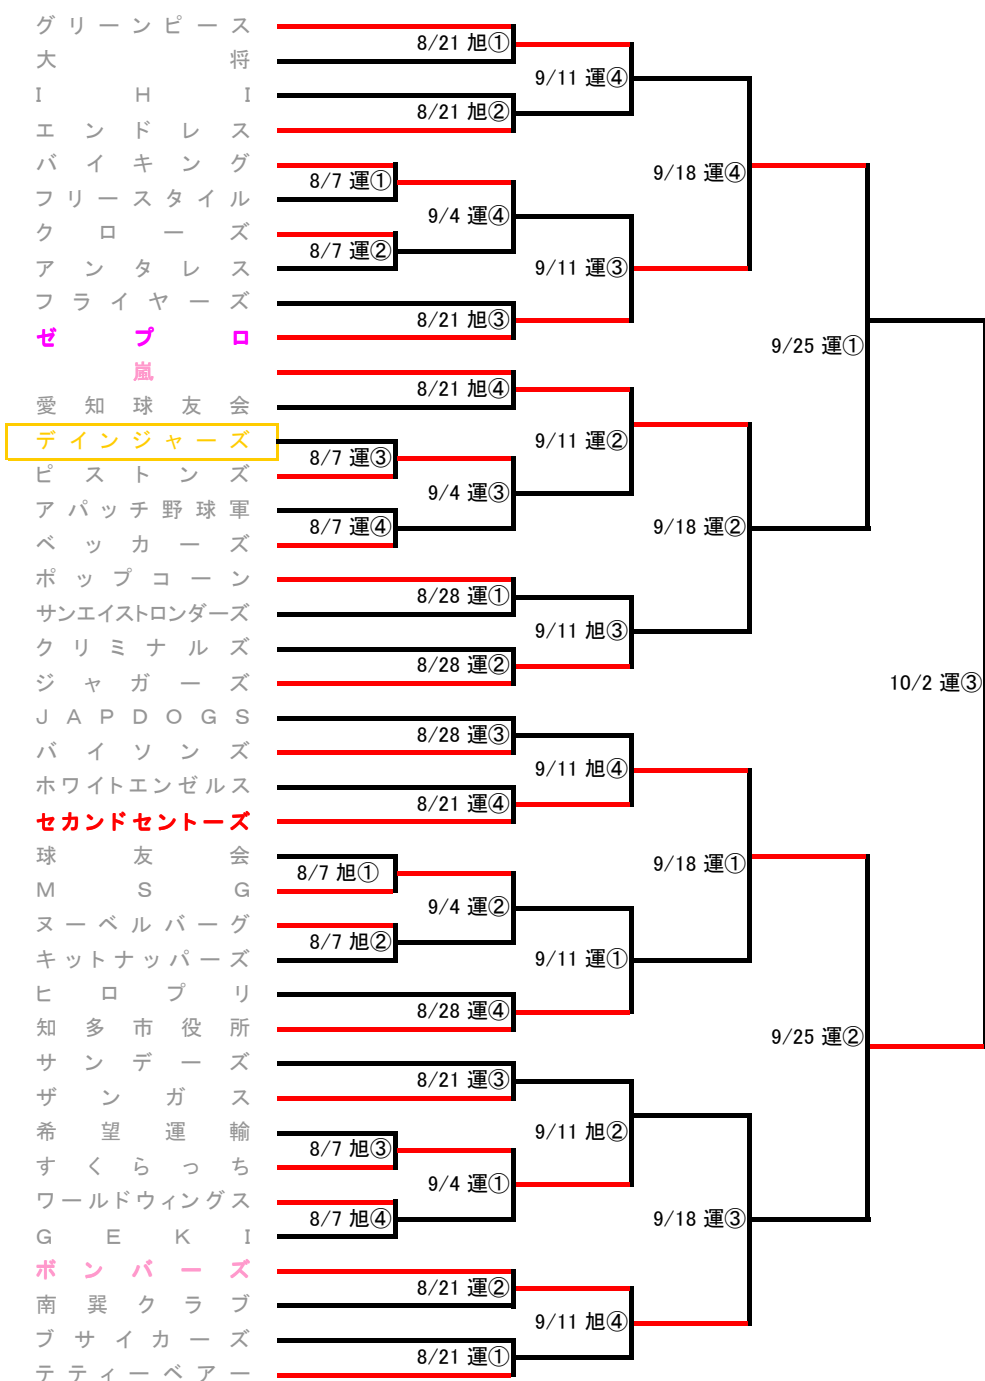 グリーンピース
8/21 旭①
大将
9/11 運④
IHI
8/21 旭②
エンドレス
バイキング
9/18 運④
8/7 運①
フリースタイル
9/4 運④
クローズ
8/7 運②
アンタレス
9/11 運③
フライヤーズ
8/21 旭③
ゼプロ
9/25 運①
嵐
8/21 旭④
愛知球友会
デインジャーズ
9/11 運②
8/7 運③
ピストンズ
9/4 運③
アパッチ野球軍
8/7 運④
9/18 運②
ベッカーズ
ポップコーン
8/28 運①
サンエイストロンダーズ
9/11 旭③
クリミナルズ
8/28 運②
ジャガーズ
10/2 運③
JAPDOGS
8/28 運③
バイソンズ
9/11 旭④
ホワイトエンゼルス
8/21 運④
セカンドセントーズ
球友会
9/18 運①
8/7 旭①
MSG
9/4 運②
ヌーベルバーグ
8/7 旭②
キットナッパーズ
9/11 運①
ヒロプリ
8/28 運④
知多市役所
9/25 運②
サンデーズ
8/21 運③
ザンガス
希望運輸
9/11 旭②
8/7 旭③
すくらっち
9/4 運①
ワールドウィングス
8/7 旭④
9/18 運③
GEKI
ボンバーズ
8/21 運②
南巽クラブ
9/11 旭④
ブサイカーズ
8/21 運①
テティーベアー